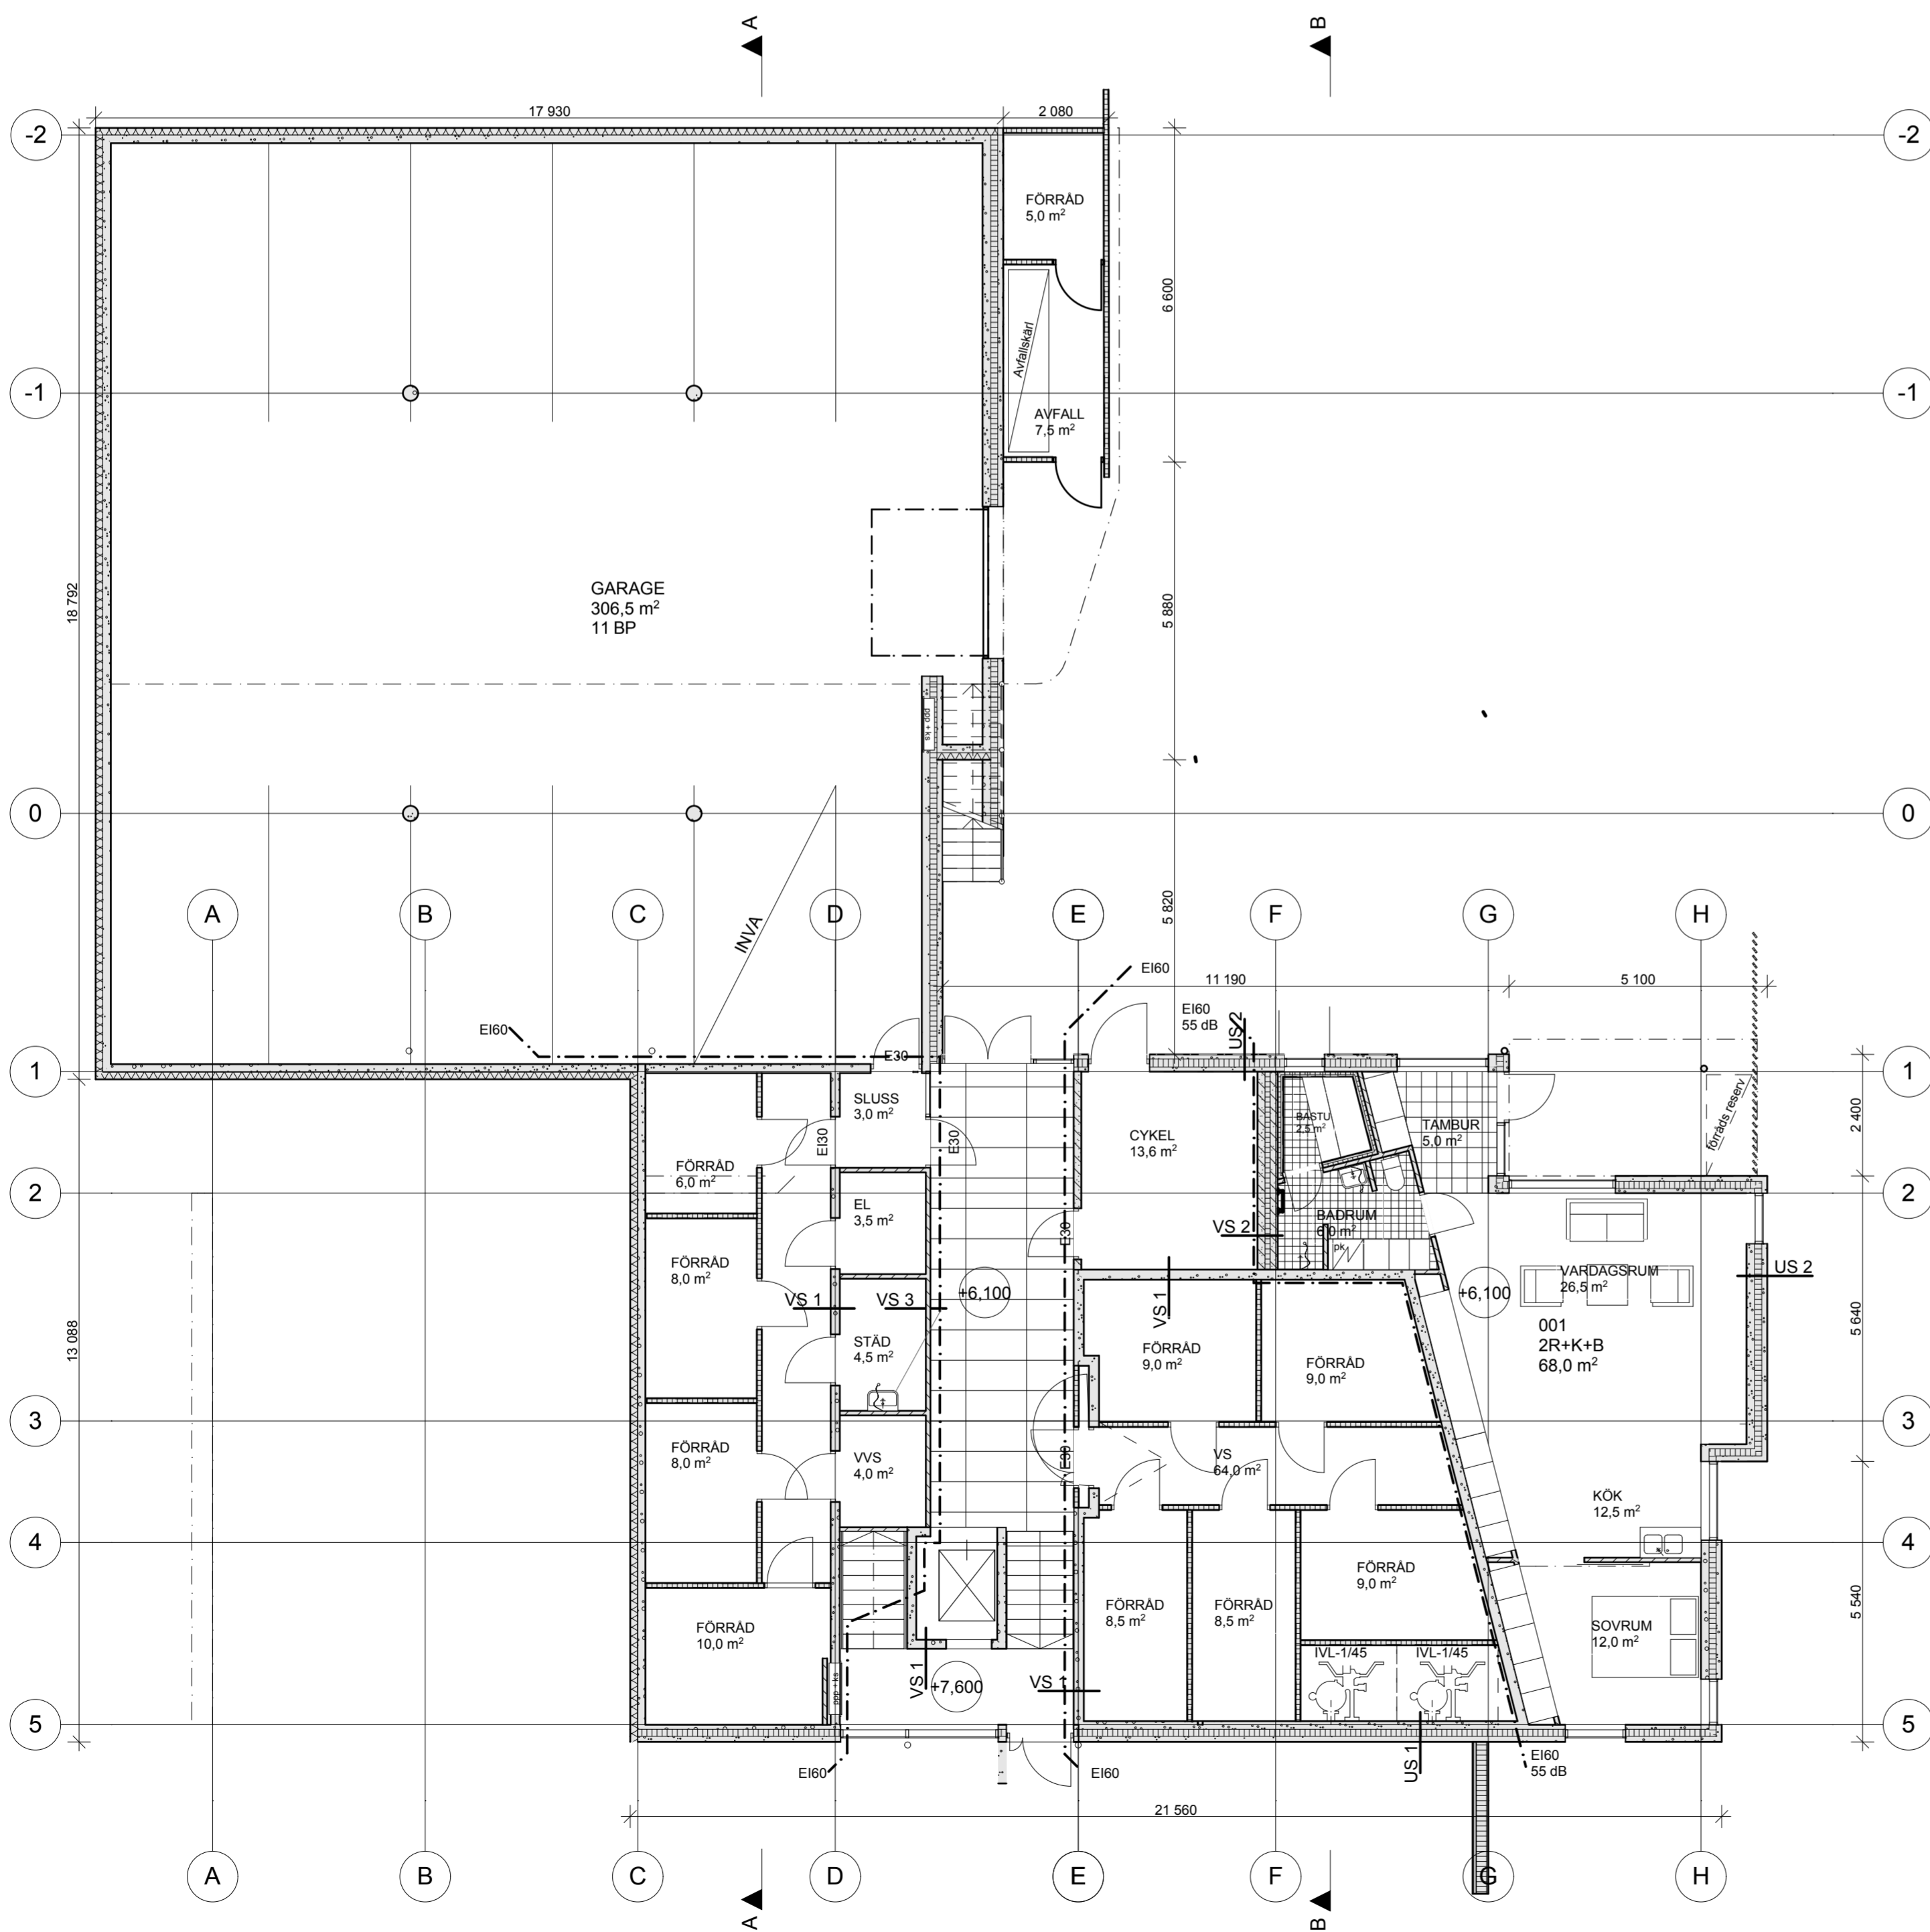 A
B
17 930
2 080
-2
-2
FÖRRÅD
5,0 m²
6 600
Avfallskärl
-1
-1
AVFALL
7,5 m²
GARAGE
306,5 m²
11 BP
18 792
5 880
ppp + ks
0
0
5 820
A
B
C
D
E
F
G
H
INVA
EI60
11 190
5 100
EI60
55 dB
US 2
EI60
E30
1
1
SLUSS
3,0 m²
EI30
E30
CYKEL
13,6 m²
BASTU
2,5 m²
TAMBUR
5,0 m²
förråds reserv
2 400
FÖRRÅD
6,0 m²
2
2
EL
3,5 m²
E30
VS 2
BADRUM
6,0 m²
pk
FÖRRÅD
8,0 m²
VARDAGSRUM
26,5 m²
US 2
VS 1
VS 3
+6,100
VS 1
+6,100
13 088
5 640
STÄD
4,5 m²
FÖRRÅD
9,0 m²
FÖRRÅD
9,0 m²
001
2R+K+B
68,0 m²
3
3
FÖRRÅD
8,0 m²
VVS
4,0 m²
E30
VS
64,0 m²
KÖK
12,5 m²
4
4
FÖRRÅD
9,0 m²
FÖRRÅD
8,5 m²
FÖRRÅD
8,5 m²
5 540
FÖRRÅD
10,0 m²
SOVRUM
12,0 m²
IVL-1/45
IVL-1/45
ppp + ks
VS 1
+7,600
VS 1
5
5
US 1
EI60
EI60
EI60
55 dB
21 560
A
B
C
D
E
F
G
H
A
B